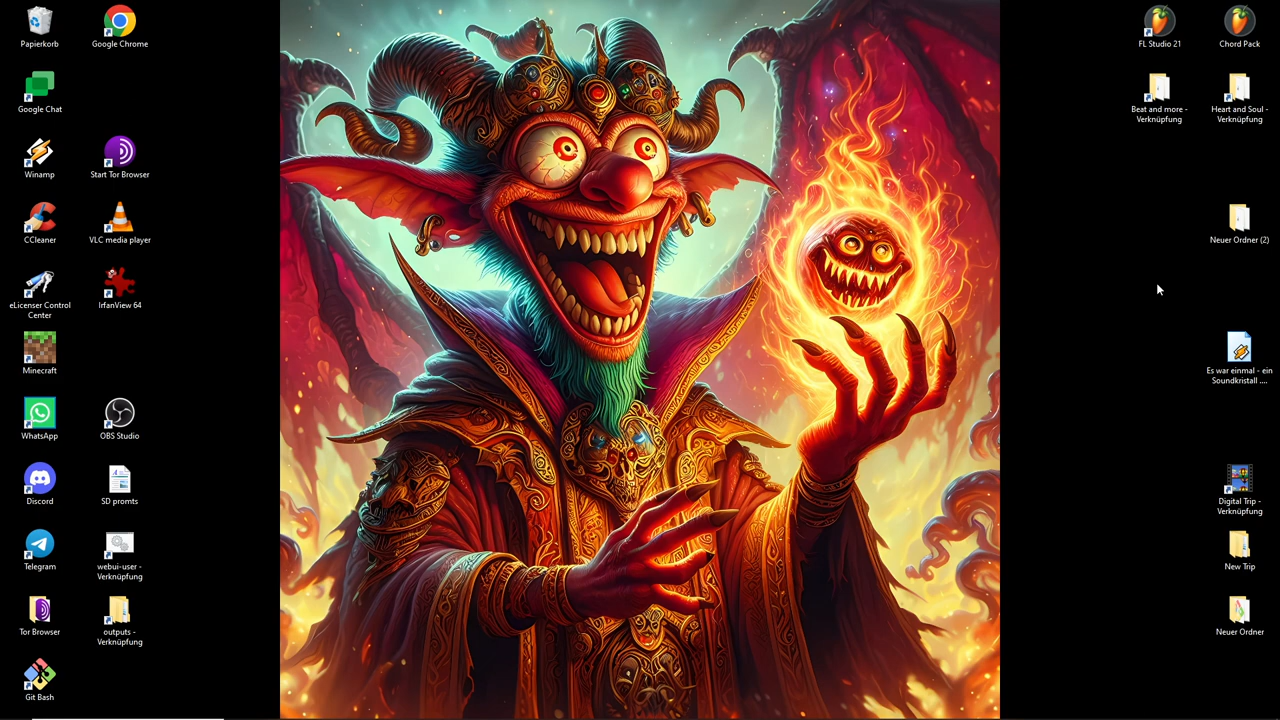 Papierkorb
Google Chrome
Google Chat
Winamp
Start Tor Browser
CCleaner
VLC media player
eLicenser Control
Center
IrfanView 64
Minecraft
WhatsApp
OBS Studio
Discord
SD promts
Telegram
webui-user -
Verknüpfung
Tor Browser
outputs -
Verknüpfung
Git Bash
FL Studio 21
Chord Pack
Beat and more -
Verknüpfung
Heart and Soul -
Verknüpfung
Neuer Ordner (2)
Es war einmal - ein
Soundkristall ....
Digital Trip -
Verknüpfung
New Trip
Neuer Ordner